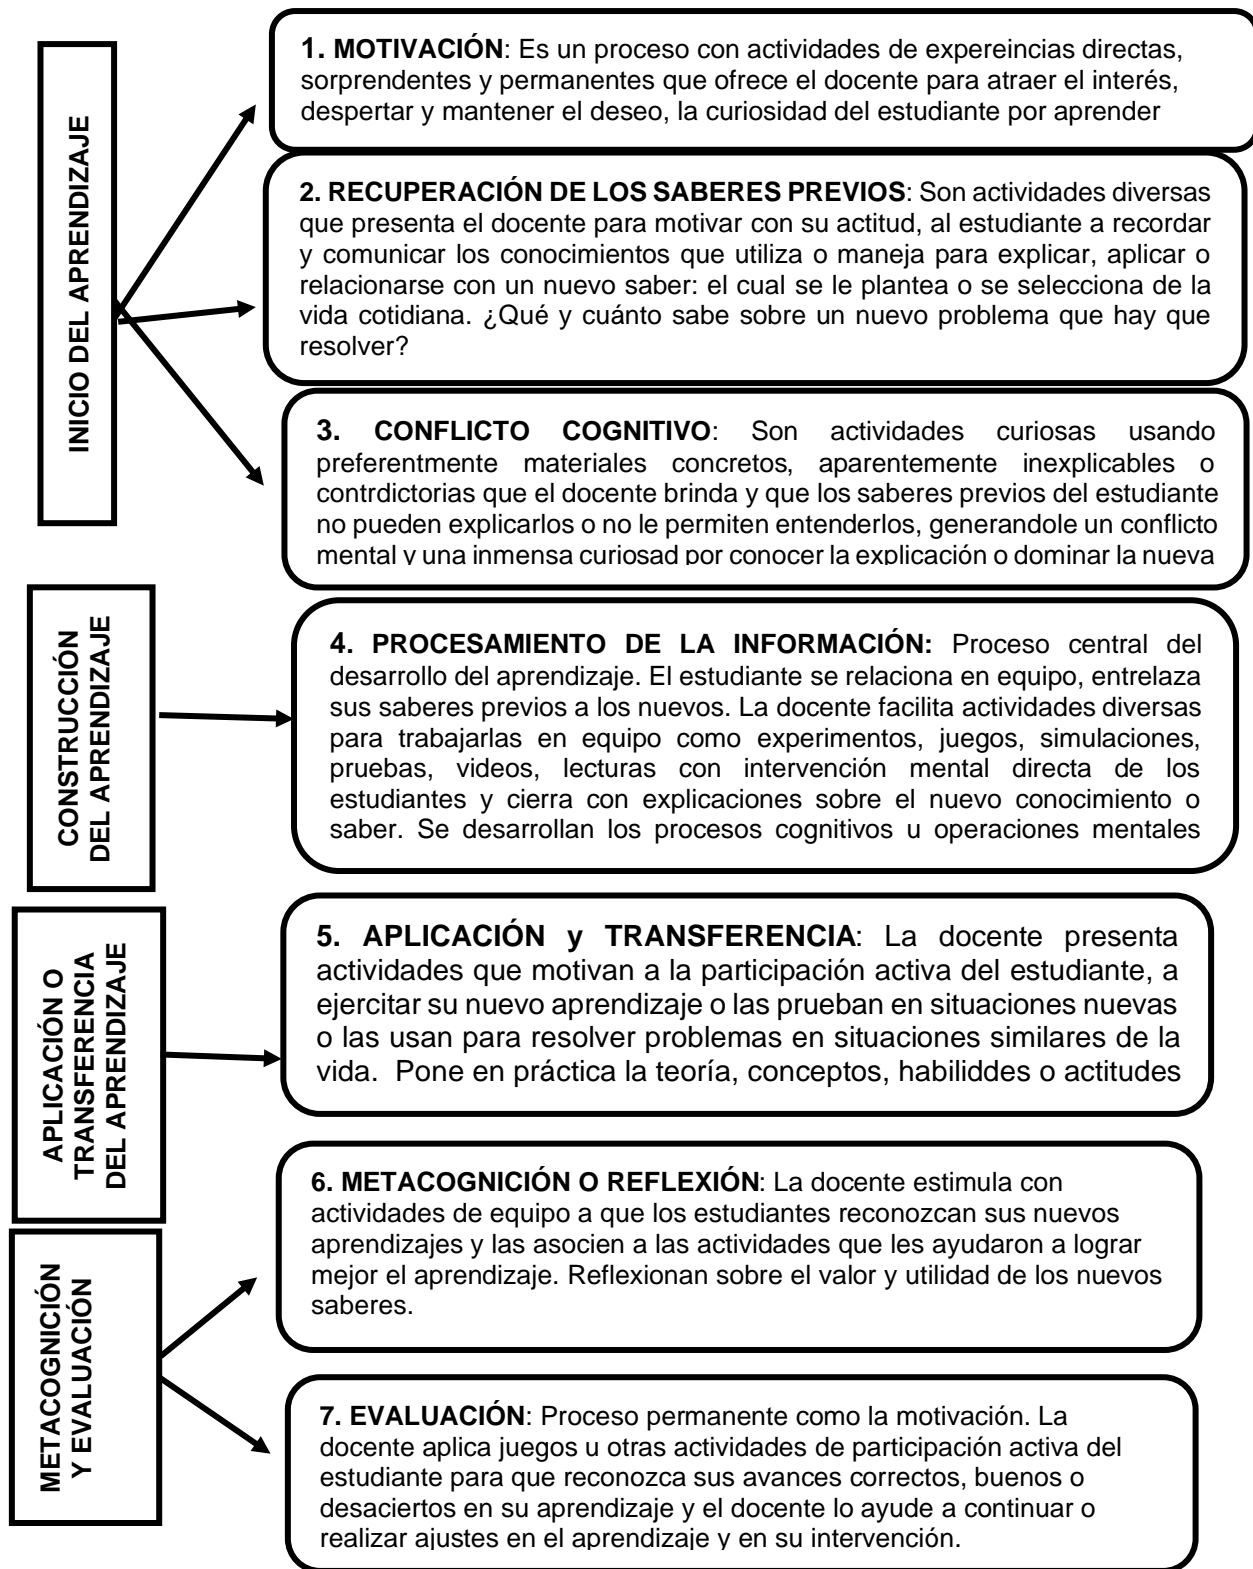 INICIO DEL APRENDIZAJE
1. MOTIVACIÓN: Es un proceso con actividades de expereincias directas,
sorprendentes y permanentes que ofrece el docente para atraer el interés,
despertar y mantener el deseo, la curiosidad del estudiante por aprender
2. RECUPERACIÓN DE LOS SABERES PREVIOS: Son actividades diversas
que presenta el docente para motivar con su actitud, al estudiante a recordar
y comunicar los conocimientos que utiliza o maneja para explicar, aplicar o
relacionarse con un nuevo saber: el cual se le plantea o se selecciona de la
vida cotidiana. ¿Qué y cuánto sabe sobre un nuevo problema que hay que
resolver?
3. CONFLICTO COGNITIVO: Son actividades curiosas usando
preferentmente materiales concretos, aparentemente inexplicables o
contrdictorias que el docente brinda y que los saberes previos del estudiante
no pueden explicarlos o no le permiten entenderlos, generandole un conflicto
mental y una inmensa curiosad por conocer la explicación o dominar la nueva
CONSTRUCCIÓN
DEL APRENDIZAJE
4. PROCESAMIENTO DE LA INFORMACIÓN: Proceso central del
desarrollo del aprendizaje. El estudiante se relaciona en equipo, entrelaza
sus saberes previos a los nuevos. La docente facilita actividades diversas
para trabajarlas en equipo como experimentos, juegos, simulaciones,
pruebas, videos, lecturas con intervención mental directa de los
estudiantes y cierra con explicaciones sobre el nuevo conocimiento o
saber. Se desarrollan los procesos cognitivos u operaciones mentales
APLICACIÓN O
TRANSFERENCIA
DEL APRENDIZAJE
5. APLICACIÓN y TRANSFERENCIA: La docente presenta
actividades que motivan a la participación activa del estudiante, a
ejercitar su nuevo aprendizaje o las prueban en situaciones nuevas
o las usan para resolver problemas en situaciones similares de la
vida. Pone en práctica la teoría, conceptos, habiliddes o actitudes
METACOGNICIÓN
Y EVALUACIÓN
6. METACOGNICIÓN O REFLEXIÓN: La docente estimula con
actividades de equipo a que los estudiantes reconozcan sus nuevos
aprendizajes y las asocien a las actividades que les ayudaron a lograr
mejor el aprendizaje. Reflexionan sobre el valor y utilidad de los nuevos
saberes.
7. EVALUACIÓN: Proceso permanente como la motivación. La
docente aplica juegos u otras actividades de participación activa del
estudiante para que reconozca sus avances correctos, buenos o
desaciertos en su aprendizaje y el docente lo ayude a continuar o
realizar ajustes en el aprendizaje y en su intervención.